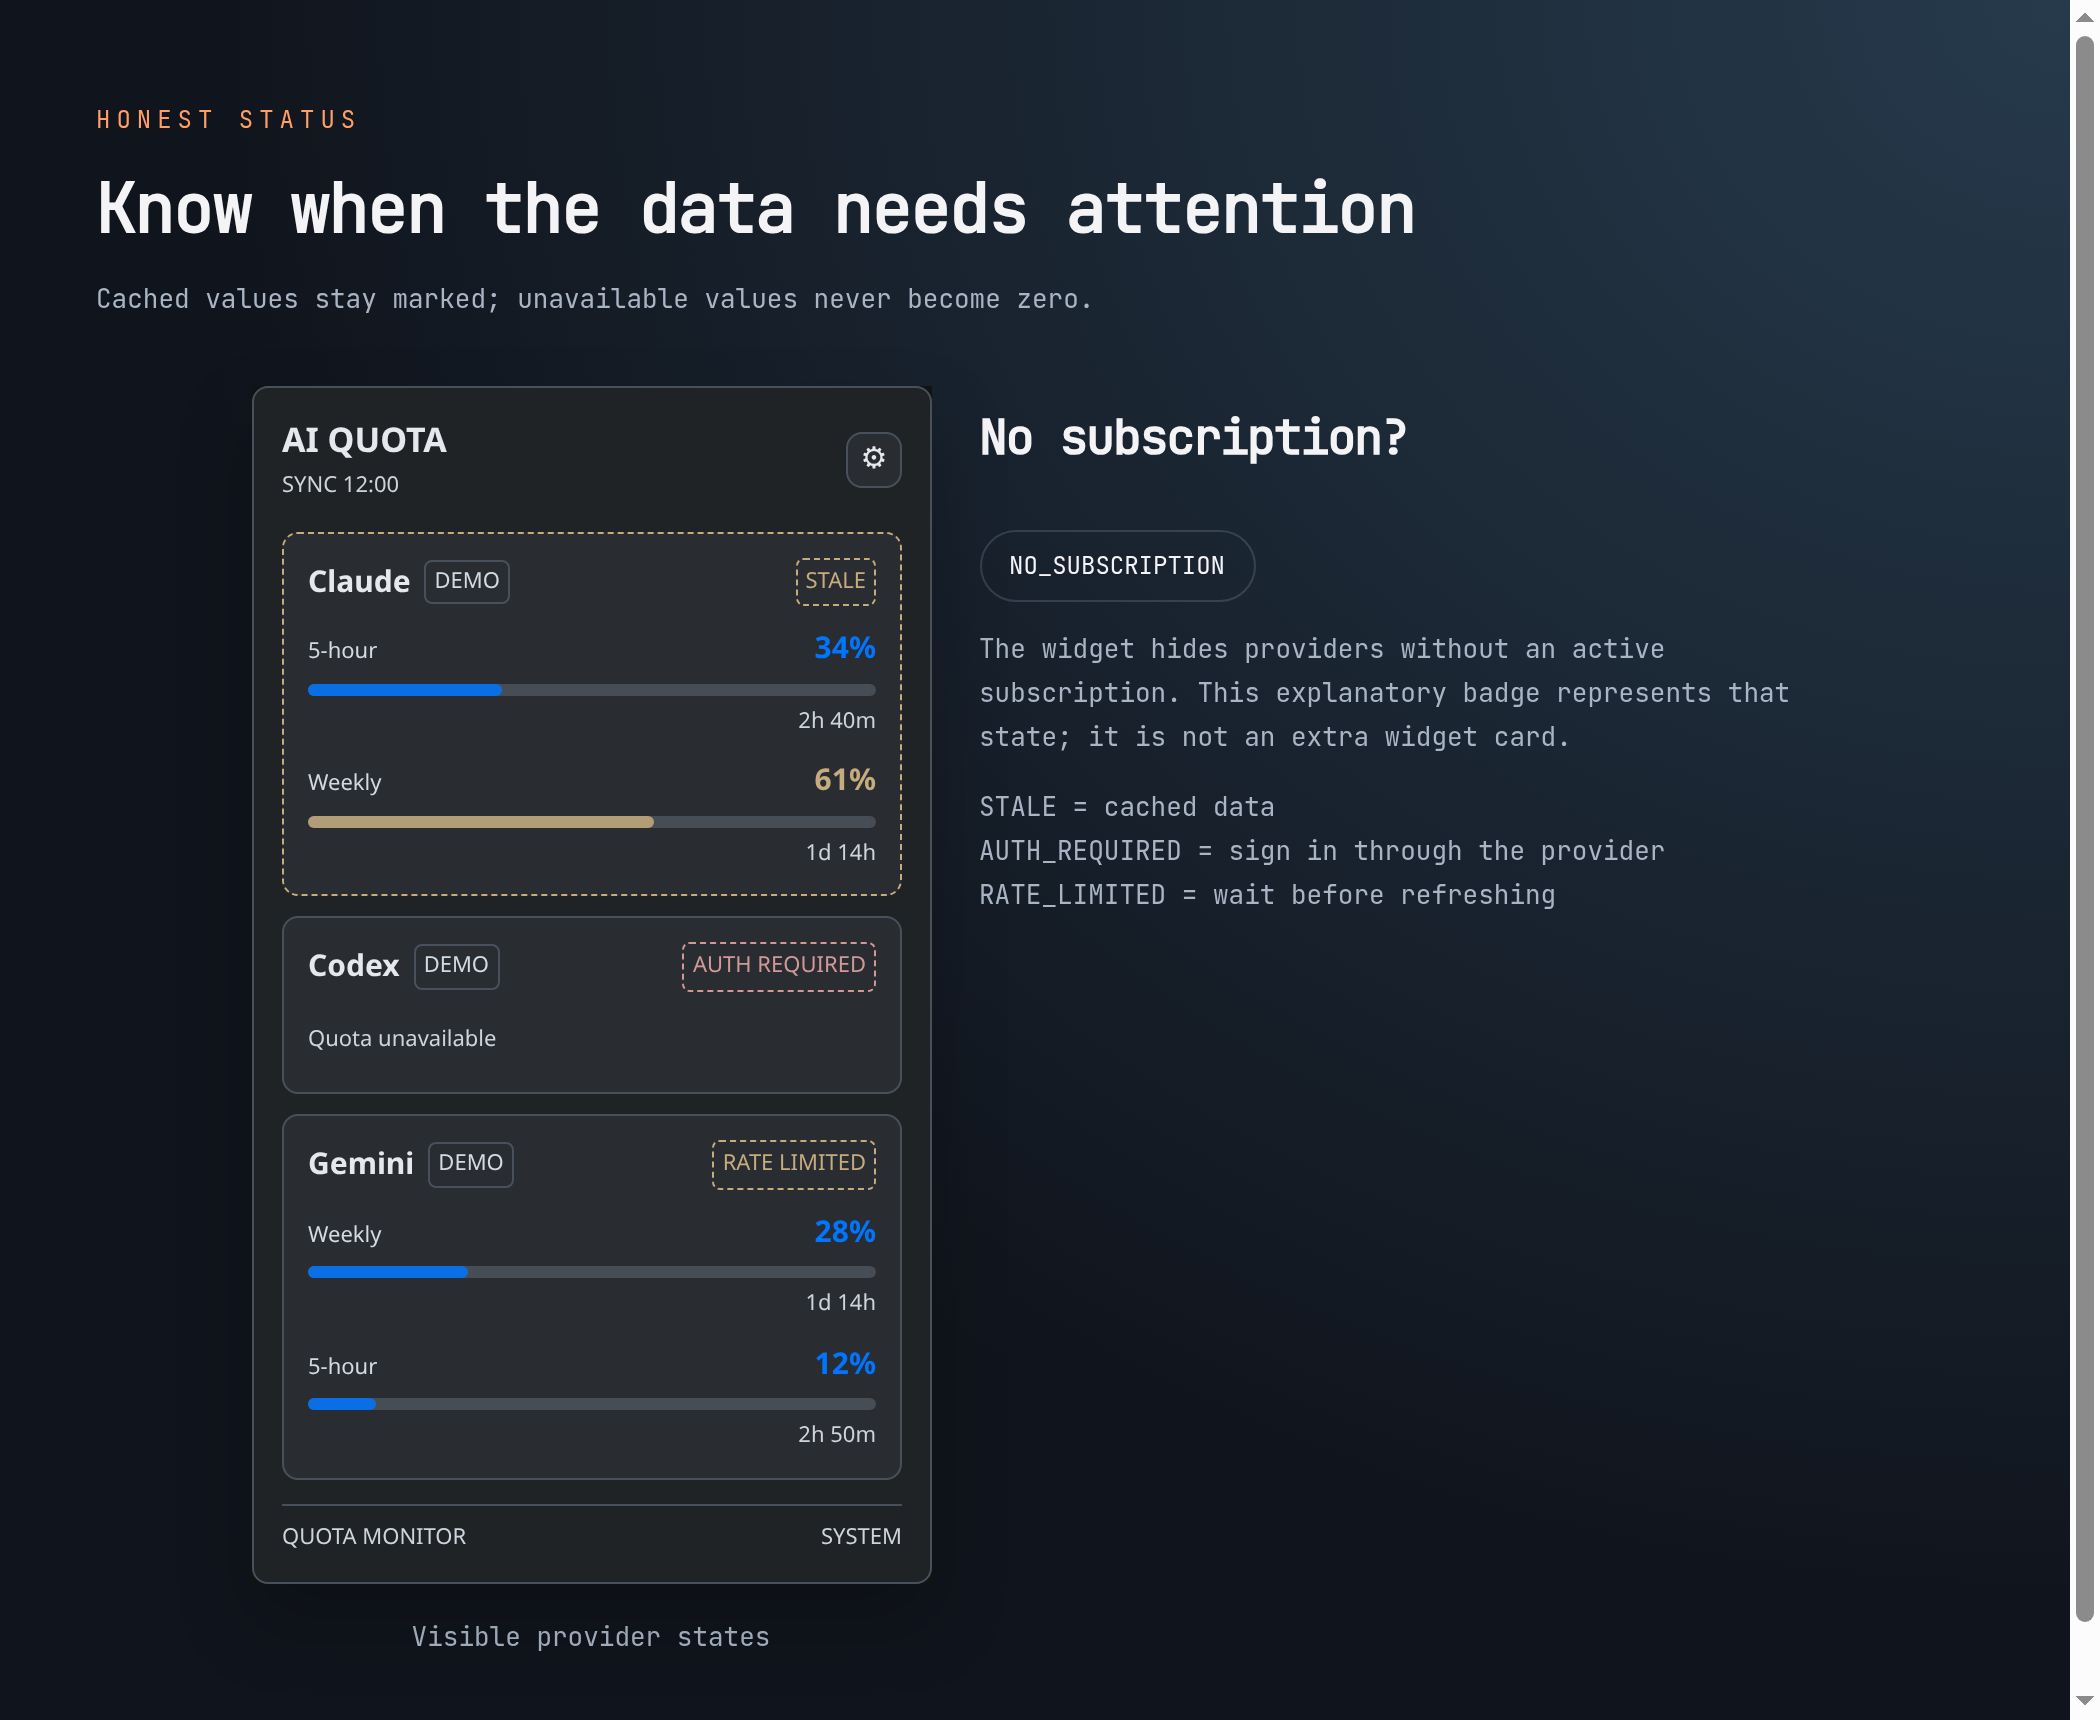 HONEST STATUS
Know when the data needs attention
Cached values stay marked; unavailable values never become zero.
AI QUOTA
SYNC 12:00
Claude DEMO STALE
5-hour 34%
2h 40m
Weekly 61%
1d 14h
Codex DEMO AUTH REQUIRED
Quota unavailable
Gemini DEMO RATE LIMITED
Weekly 28%
1d 14h
5-hour 12%
2h 50m
QUOTA MONITOR SYSTEM
Visible provider states
No subscription?
NO_SUBSCRIPTION
The widget hides providers without an active
subscription. This explanatory badge represents that
state; it is not an extra widget card.
STALE = cached data
AUTH_REQUIRED = sign in through the provider
RATE_LIMITED = wait before refreshing